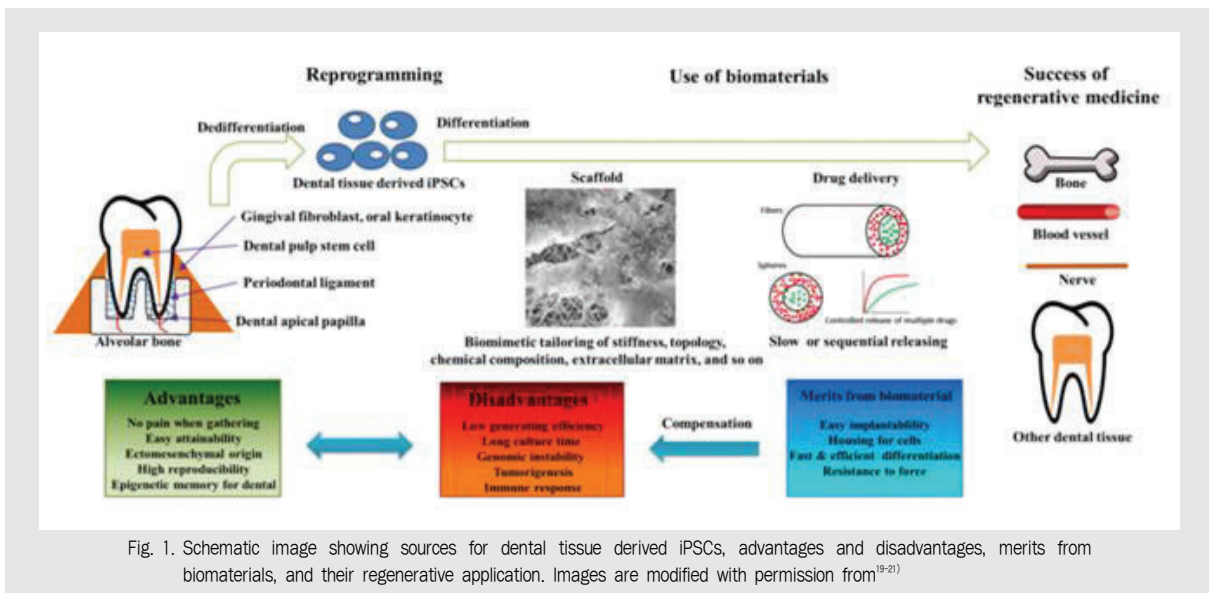 Reprogramming
Use of biomaterials
Success of
regenerative medicine
Dedifferentiation
Differentiation
Dental tissue derived iPSCs
Gingival fibroblast, oral keratinocyte
Dental pulp stem cell
Periodontal ligament
Dental apical papilla
Alveolar bone
Scaffold
Biomimetic tailoring of stiffness, topology,
chemical composition, extracellular matrix, and so on
Drug delivery
Fibers
Spheres
Controlled release of multiple drugs
Slow or sequential releasing
Bone
Blood vessel
Nerve
Other dental tissue
Advantages
No pain when gathering
Easy attainability
Ectomesenchymal origin
High reproducibility
Epigenetic memory for dental
Disadvantages
Low generating efficiency
Long culture time
Genomic instability
Tumorigenesis
Immune response
Compensation
Merits from biomaterial
Easy implantablility
Housing for cells
Fast & efficient differentiation
Resistance to force
Fig. 1. Schematic image showing sources for dental tissue derived iPSCs, advantages and disadvantages, merits from
biomaterials, and their regenerative application. Images are modified with permission from19-21)